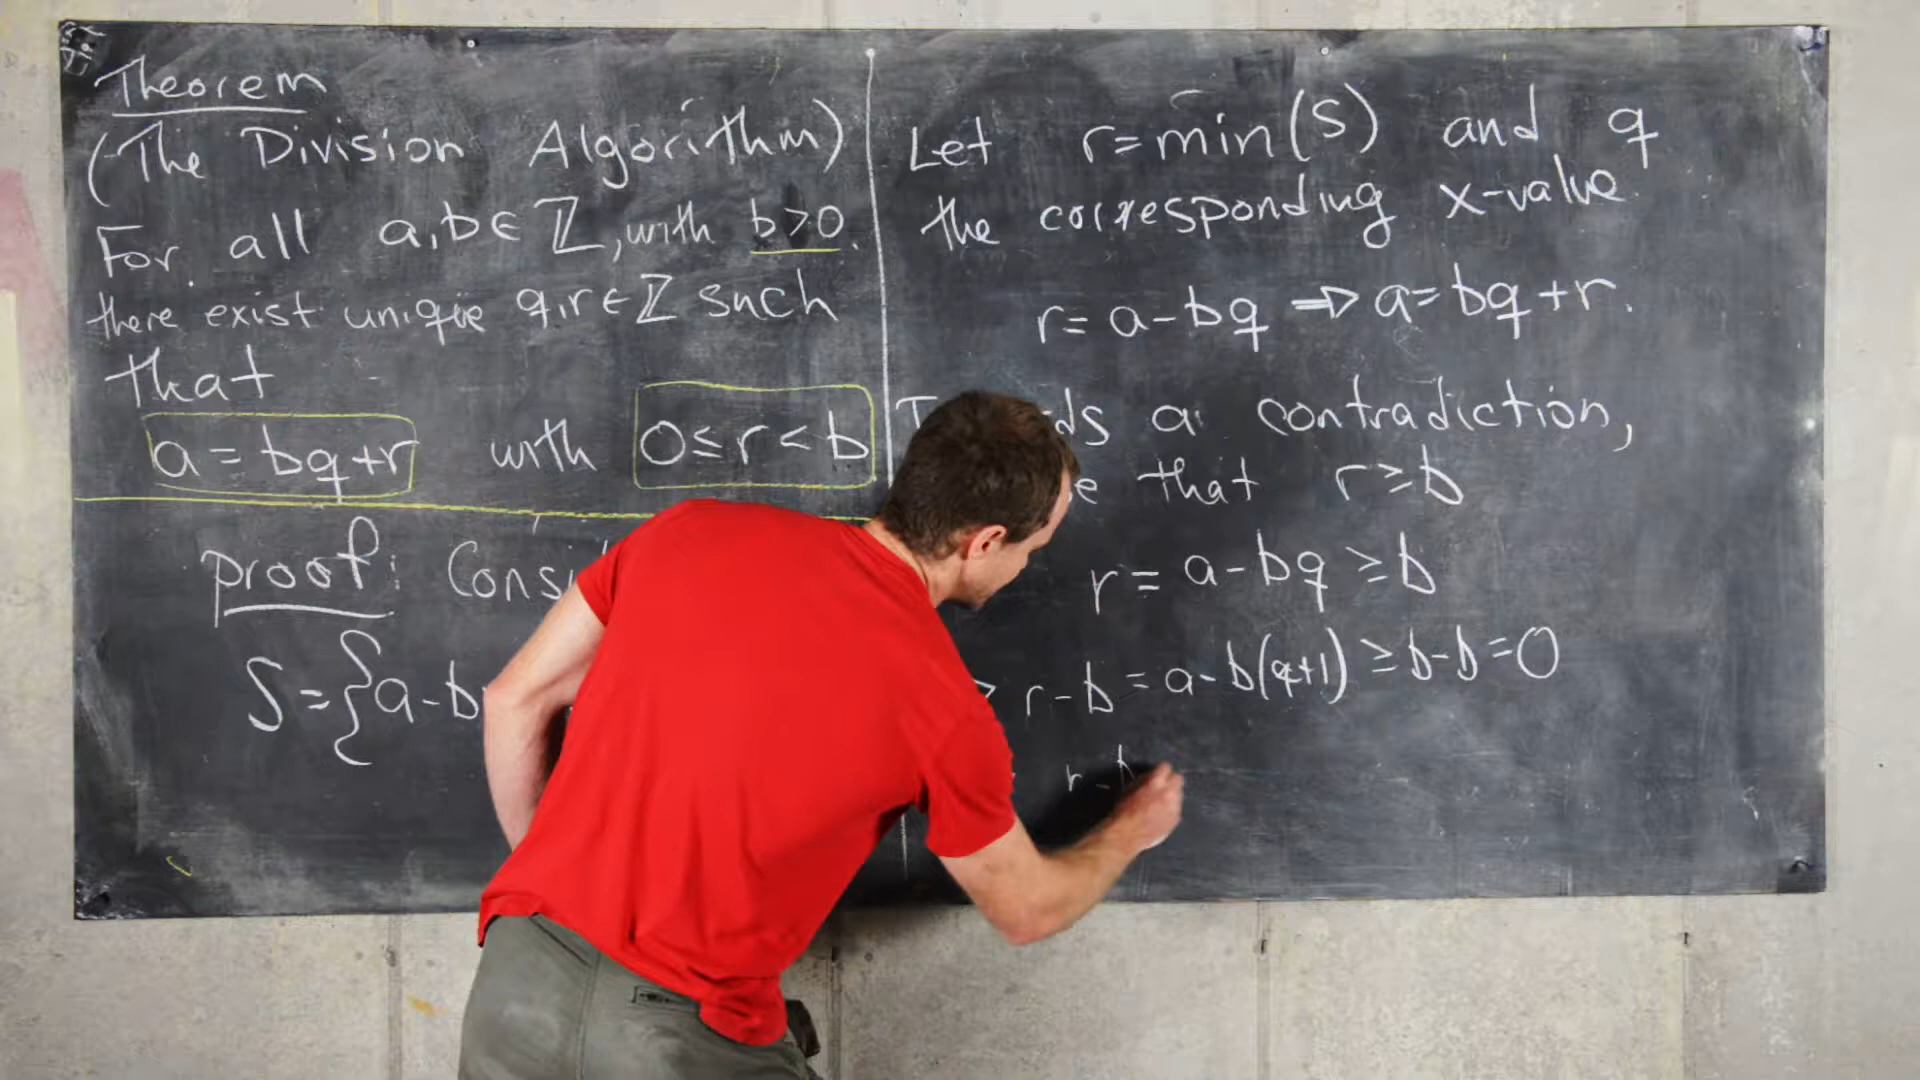 Theorem
(The Division Algorithm)
For all a,b∈ℤ, with b>0.
there exist unique q,r∈ℤ such
that
a=bq+r with 0≤r<b
proof:
S={a-b
Let r=min(S) and q
the corresponding x-value.
r=a-bq⇒a=bq+r.
a contradiction,
that r≥b
r=a-bq≥b
r-b=a-b(q+1)≥b-b=0
r-b